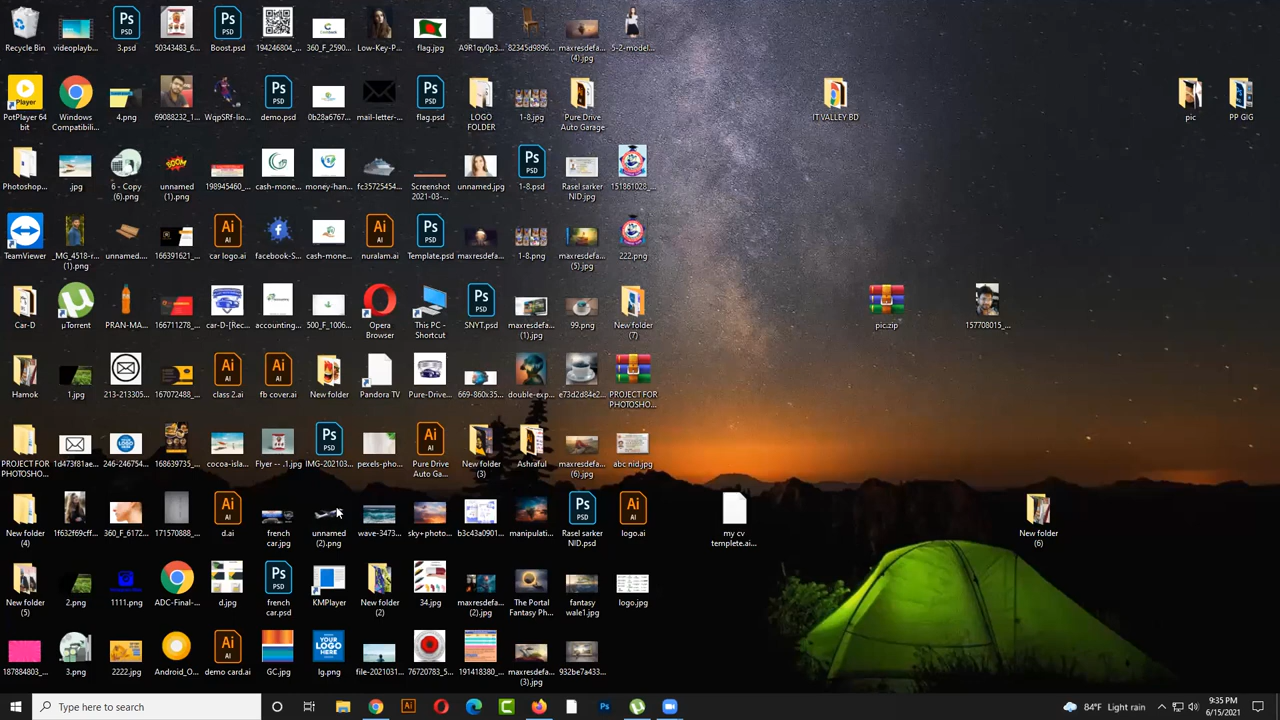 Recycle Bin
videoplayb...
3.psd
50343483_6...
Boost.psd
194246804_...
360_F_2590...
Low-Key-P...
flag.jpg
A9R1qy0p3...
82345d9896...
maxresdefa...
(4).jpg
5-2-model...
PotPlayer 64
bit
Windows
Compatibili...
4.png
69088232_1...
WqpSRf-lio...
demo.psd
0b28a6767...
mail-letter-...
flag.psd
LOGO
FOLDER
1-8.jpg
Pure Drive
Auto Garage
IT VALLEY BD
pic
PP GIG
Photoshop...
.jpg
6 - Copy
(6).png
unnamed
(1).png
198945460_...
cash-mone...
money-han...
fc35725454...
Screenshot
2021-03-...
unnamed.jpg
1-8.psd
Rasel sarker
NID.jpg
151861028_...
TeamViewer
_MG_4518-r...
(1).png
unnamed....
166391621_...
car logo.ai
facebook-S...
cash-mone...
nuralam.ai
Template.psd
maxresdefa...
1-8.png
maxresdefa...
(5).jpg
222.png
Car-D
µTorrent
PRAN-MA...
166711278_...
car-D-[Rec...
accounting...
500_F_1006...
Opera
Browser
This PC -
Shortcut
SNYT.psd
maxresdefa...
(1).jpg
99.png
New folder
(7)
pic.zip
157708015_...
Hamok
1.jpg
213-213305...
167072488_...
class 2.ai
fb cover.ai
New folder
Pandora TV
Pure-Drive...
669-860x35...
double-exp...
e73d2d84e2...
PROJECT FOR
PHOTOSHO...
PROJECT FOR
PHOTOSHO...
1d473f81ae...
246-246754...
168639735_...
cocoa-isla...
Flyer -- .1.jpg
IMG-202103...
pexels-pho...
Pure Drive
Auto Ga...
New folder
(3)
Ashraful
maxresdefa...
(6).jpg
abc nid.jpg
New folder
(4)
1f632f69cff...
360_F_6172...
171570888_...
d.ai
french
car.jpg
unnamed
(2).png
wave-3473...
sky+photo...
b3c43a0901...
manipulati...
Rasel sarker
NID.psd
logo.ai
my cv
templete.ai...
New folder
(6)
New folder
(5)
2.png
1111.png
ADC-Final-...
d.jpg
french
car.psd
KMPlayer
New folder
(2)
34.jpg
maxresdefa...
(2).jpg
The Portal
Fantasy Ph...
fantasy
wale1.jpg
logo.jpg
187884803_...
3.png
2222.jpg
Android_O...
demo card.ai
GC.jpg
lg.png
file-2021031...
76720783_5...
191418380_...
maxresdefa...
(3).jpg
932be7a433...
Type here to search
84°F Light rain
9:35 PM
6/15/2021